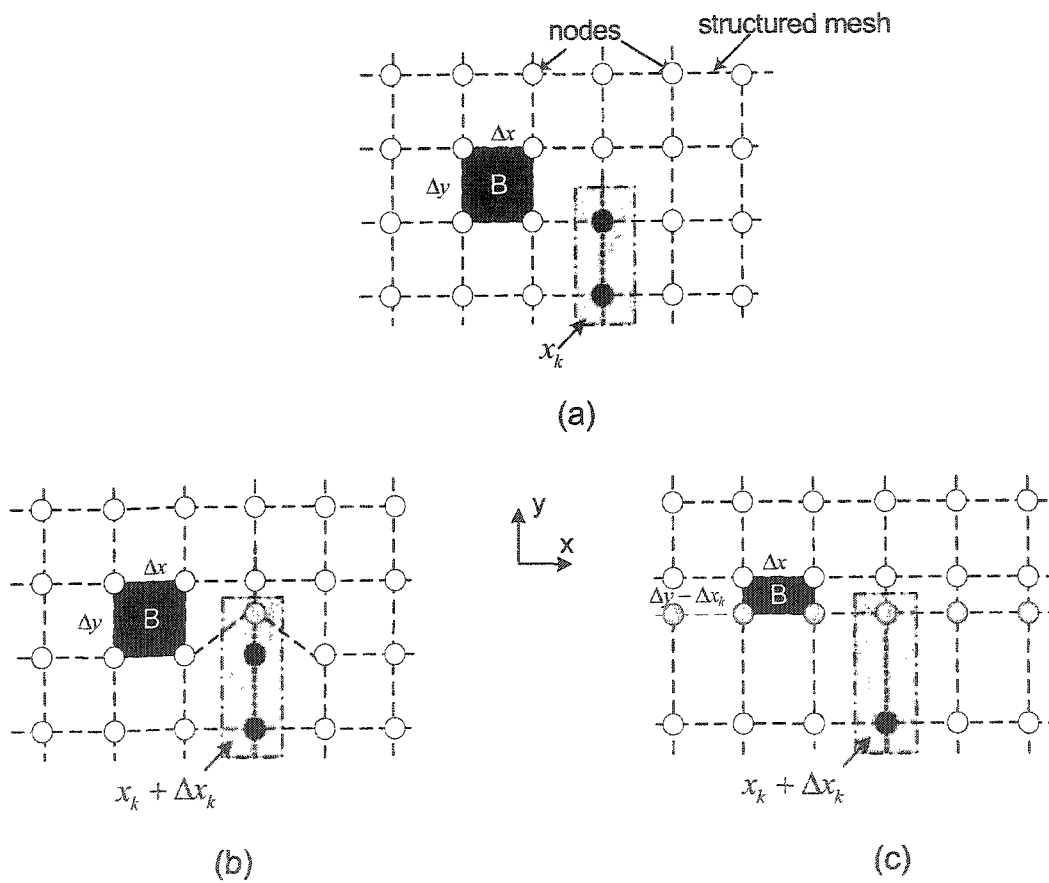 nodes
structured mesh
Δx
Δy
B
x_k
(a)
Δx
Δy
B
x_k + Δx_k
(b)
y
x
Δx
Δy − Δx_k
B
x_k + Δx_k
(c)